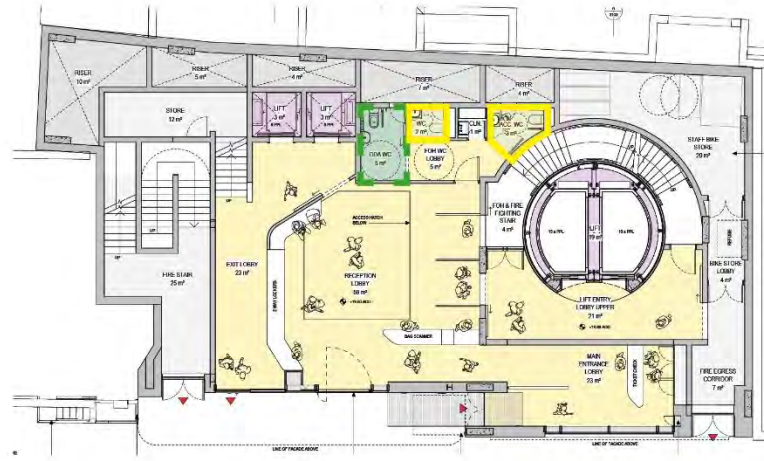 RISER
10 m²
RISER
5 m²
RISER
4 m²
RISER
7 m²
RISER
4 m²
STORE
12 m²
LIFT
3 m²
LIFT
3 m²
WC
2 m²
CLN.
1 m²
ACC. WC
FOH WC
LOBBY
5 m²
STAFF BIKE
STORE
20 m²
UP
FOH & FIRE
FIGHTING
STAIR
4 m²
LIFT
19 m²
REFUGE
BIKE STORE
LOBBY
4 m²
ACCESS HATCH
BELOW
FIRE STAIR
25 m²
EXIT LOBBY
23 m²
RECEPTION
LOBBY
LIFT ENTRY
LOBBY UPPER
21 m²
BAG SCANNER
MAIN
ENTRANCE
LOBBY
23 m²
TICKET CHECK
FIRE EGRESS
CORRIDOR
7 m²
LINE OF FACADE ABOVE
LINE OF FACADE ABOVE